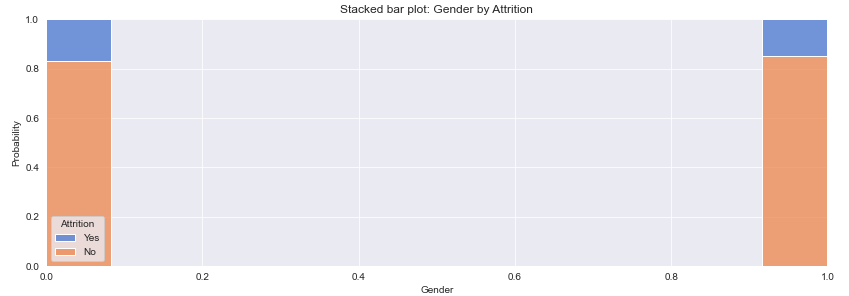 Stacked bar plot: Gender by Attrition
Probability
1.0
0.8
0.6
0.4
0.2
0.0
Attrition
Yes
No
0.0 0.2 0.4 0.6 0.8 1.0
Gender